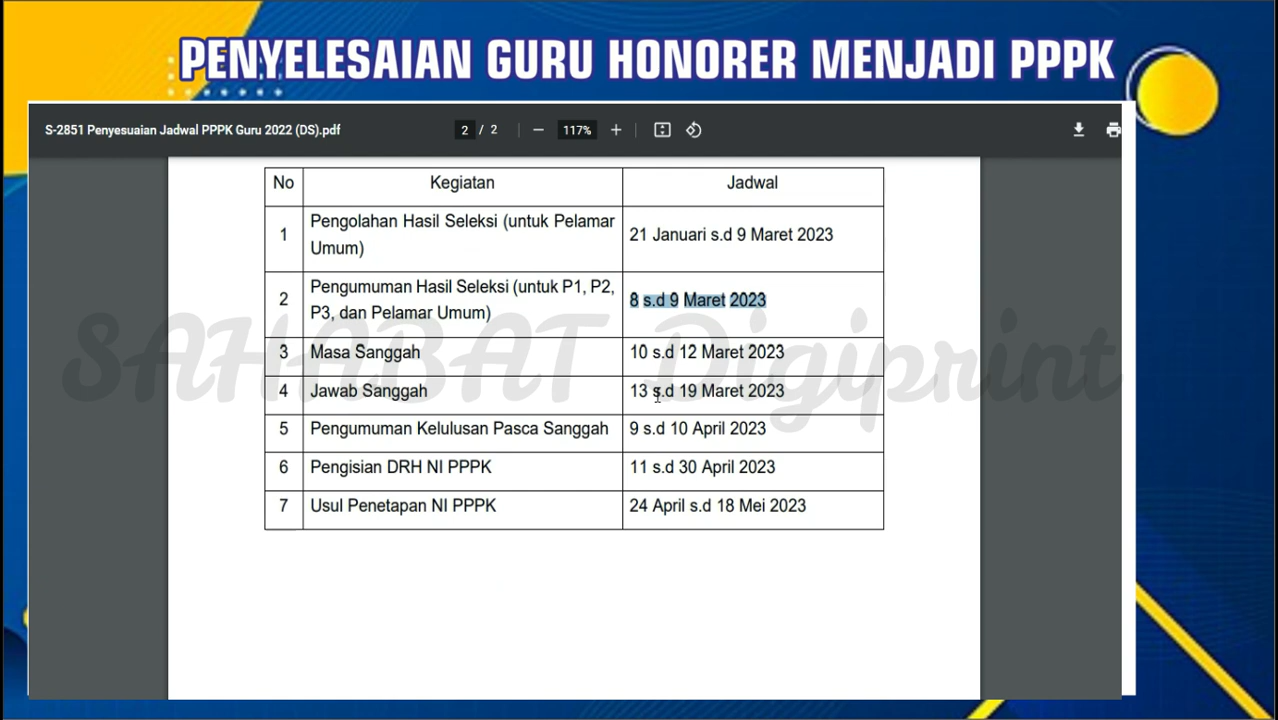 PENYELESAIAN GURU HONORER MENJADI PPPK
S-2851 Penyesuaian Jadwal PPPK Guru 2022 (DS).pdf
2 / 2
117%
No Kegiatan Jadwal
1 Pengolahan Hasil Seleksi (untuk Pelamar Umum) 21 Januari s.d 9 Maret 2023
2 Pengumuman Hasil Seleksi (untuk P1, P2, P3, dan Pelamar Umum) 8 s.d 9 Maret 2023
3 Masa Sanggah 10 s.d 12 Maret 2023
4 Jawab Sanggah 13 s.d 19 Maret 2023
5 Pengumuman Kelulusan Pasca Sanggah 9 s.d 10 April 2023
6 Pengisian DRH NI PPPK 11 s.d 30 April 2023
7 Usul Penetapan NI PPPK 24 April s.d 18 Mei 2023
SAHABAT Digiprint